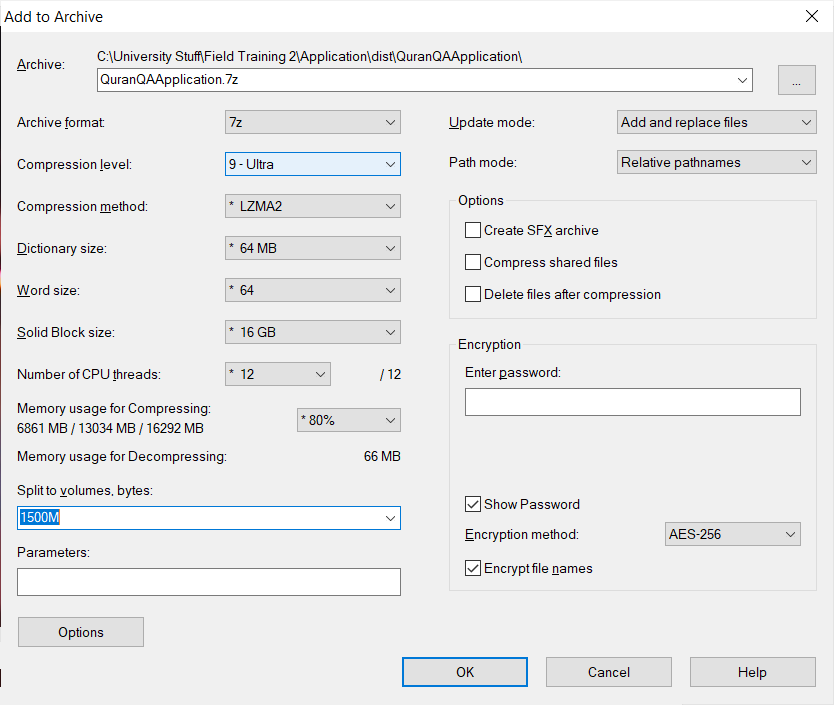 Add to Archive
Archive:
C:\University Stuff\Field Training 2\Application\dist\QuranQAApplication\
QuranQAApplication.7z
...
Archive format:
7z
Compression level:
9 - Ultra
Compression method:
* LZMA2
Dictionary size:
* 64 MB
Word size:
* 64
Solid Block size:
* 16 GB
Number of CPU threads:
* 12
/ 12
Memory usage for Compressing:
6861 MB / 13034 MB / 16292 MB
* 80%
Memory usage for Decompressing:
66 MB
Split to volumes, bytes:
1500M
Parameters:
Options
Update mode:
Add and replace files
Path mode:
Relative pathnames
Options
Create SFX archive
Compress shared files
Delete files after compression
Encryption
Enter password:
Show Password
Encryption method:
AES-256
Encrypt file names
OK
Cancel
Help